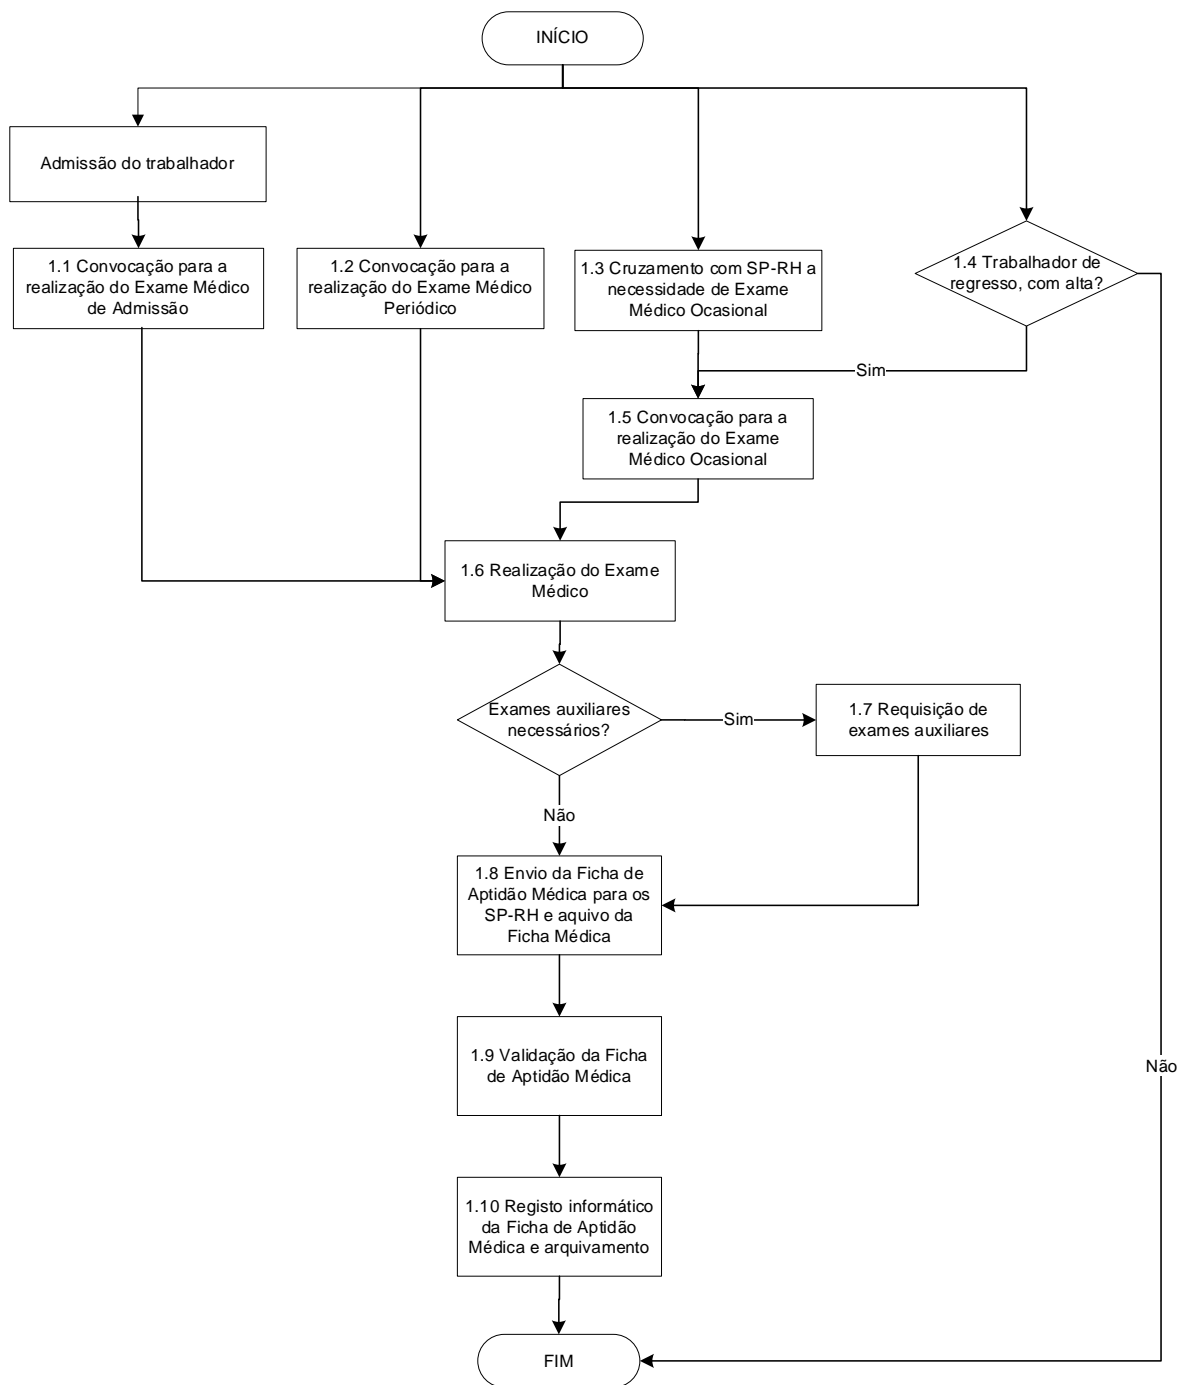 INÍCIO
Admissão do trabalhador
1.1 Convocação para a
realização do Exame Médico
de Admissão
1.2 Convocação para a
realização do Exame Médico
Periódico
1.3 Cruzamento com SP-RH a
necessidade de Exame
Médico Ocasional
1.4 Trabalhador de
regresso, com alta?
Sim
1.5 Convocação para a
realização do Exame
Médico Ocasional
1.6 Realização do Exame
Médico
Exames auxiliares
necessários?
Sim
1.7 Requisição de
exames auxiliares
Não
1.8 Envio da Ficha de
Aptidão Médica para os
SP-RH e aquivo da
Ficha Médica
1.9 Validação da Ficha
de Aptidão Médica
Não
1.10 Registo informático
da Ficha de Aptidão
Médica e arquivamento
FIM